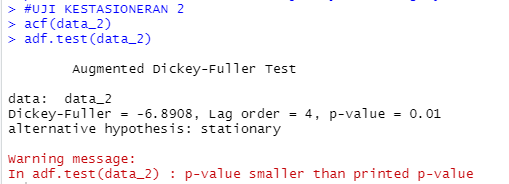 > #UJI KESTASIONERAN 2
> acf(data_2)
> adf.test(data_2)
Augmented Dickey-Fuller Test
data:  data_2
Dickey-Fuller = -6.8908, Lag order = 4, p-value = 0.01
alternative hypothesis: stationary
Warning message:
In adf.test(data_2) : p-value smaller than printed p-value